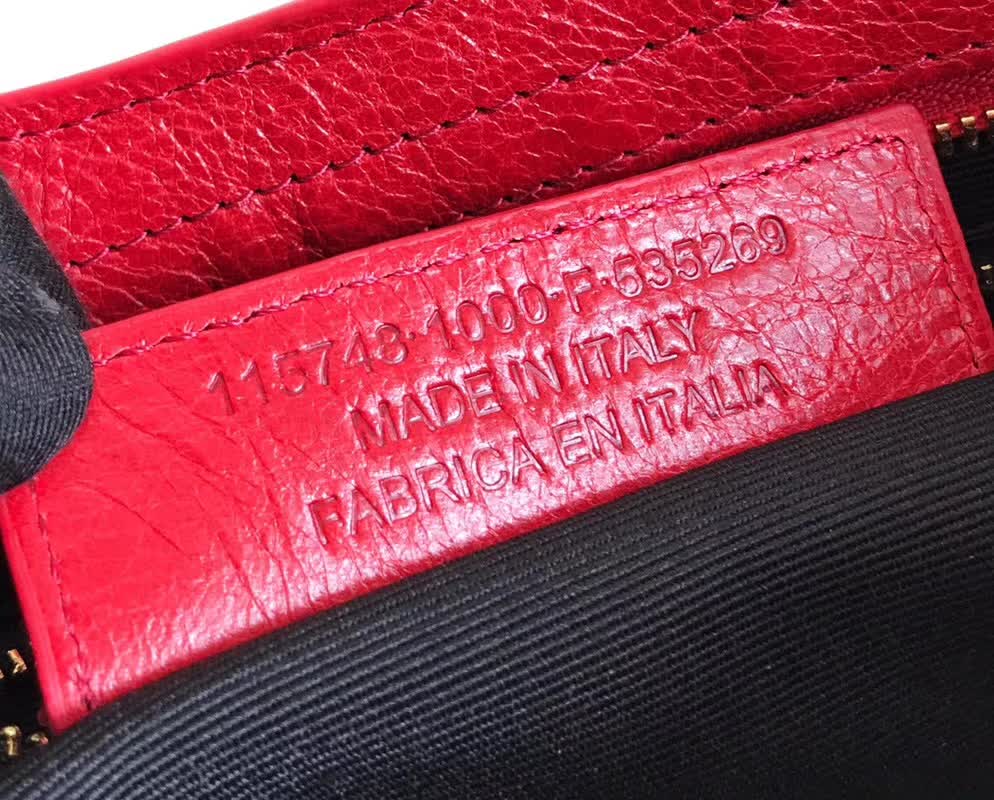 115748·1000·F·535269
MADE IN ITALY
FABRICA EN ITALIA